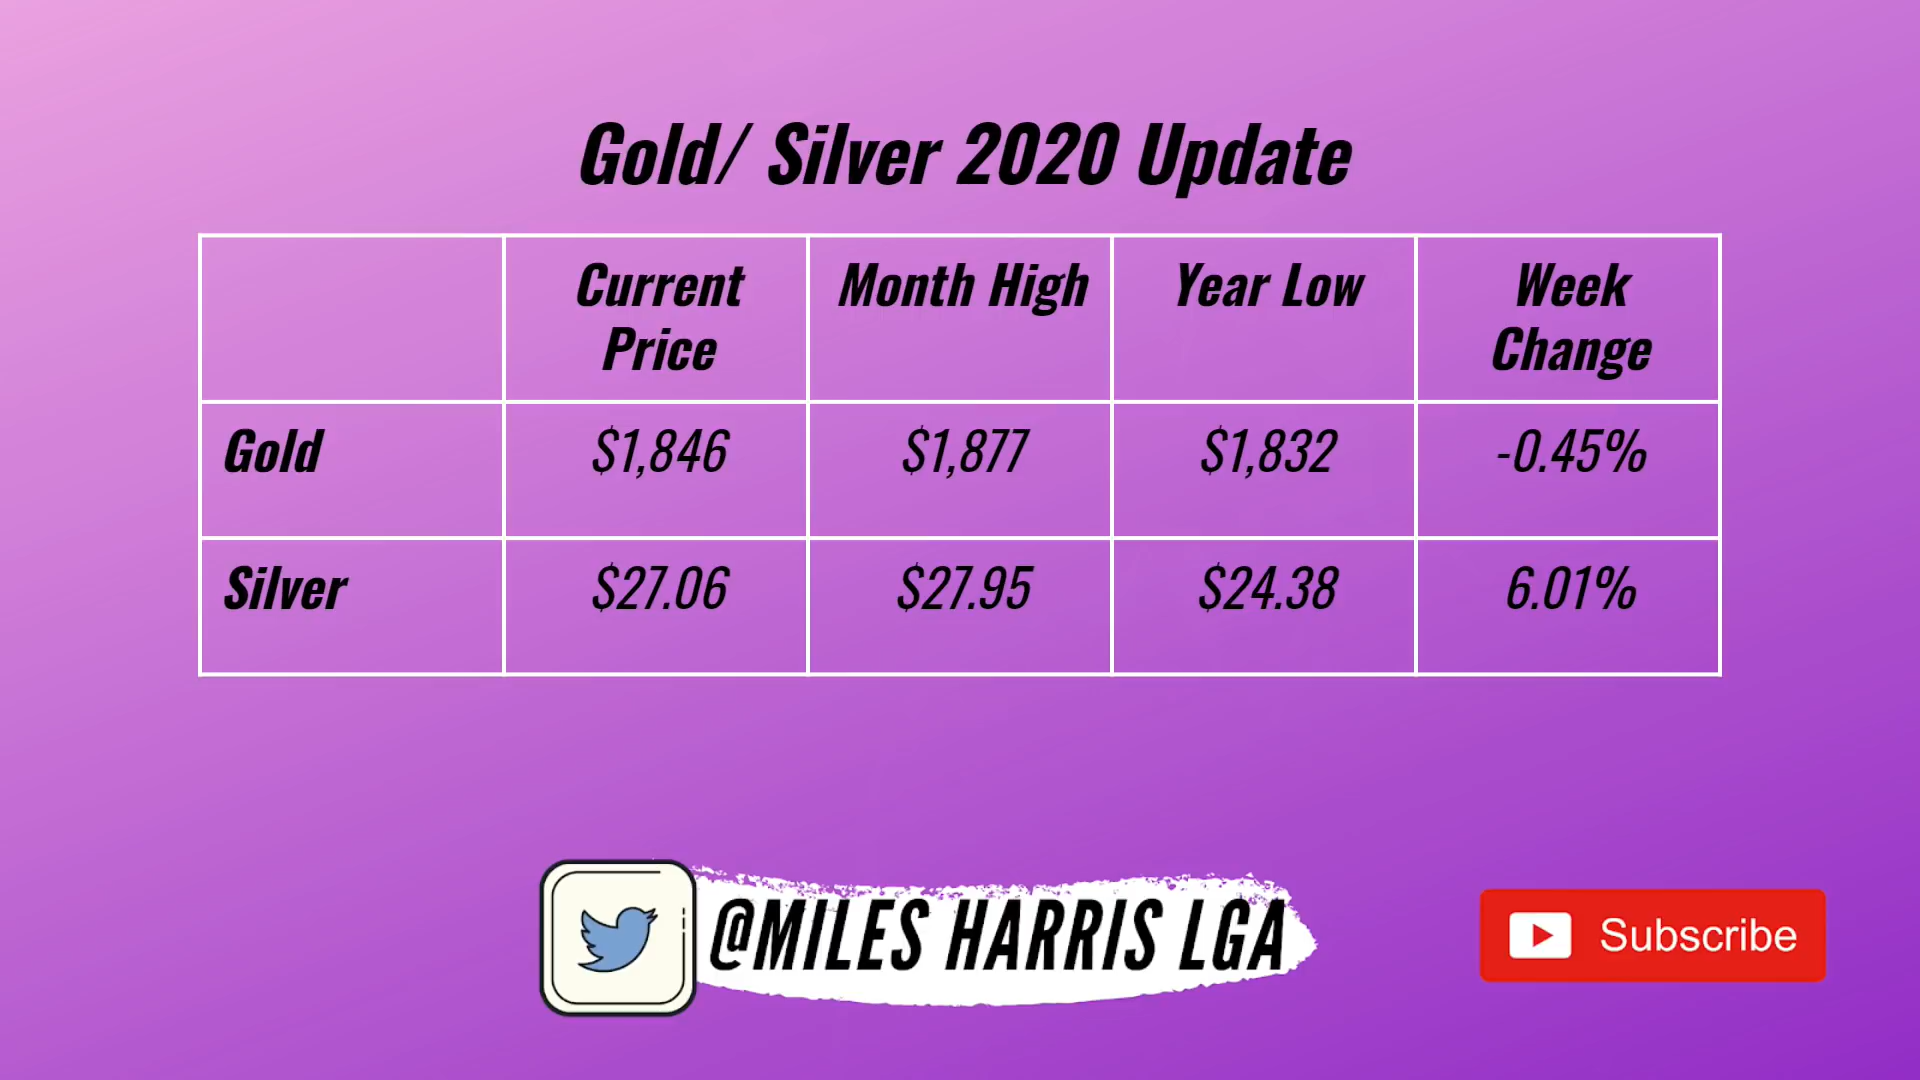 Gold/ Silver 2020 Update
Current Price Month High Year Low Week Change
Gold $1,846 $1,877 $1,832 -0.45%
Silver $27.06 $27.95 $24.38 6.01%
@MILES HARRIS LGA
Subscribe